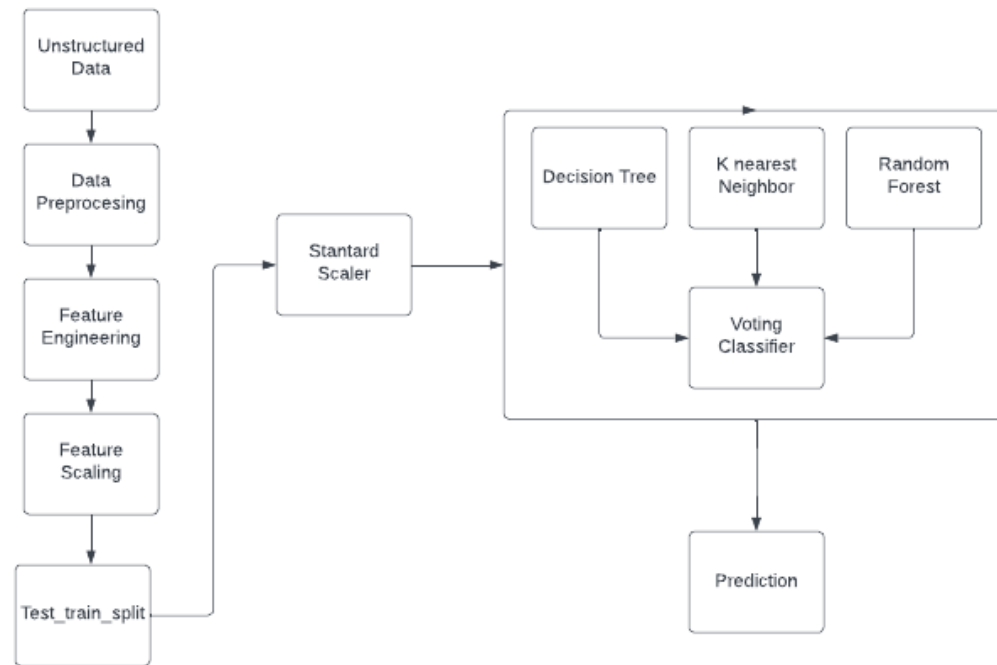 Unstructured
Data
Data
Preprocesing
Feature
Engineering
Feature
Scaling
Test_train_split
Stantard
Scaler
Decision Tree
K nearest
Neighbor
Random
Forest
Voting
Classifier
Prediction